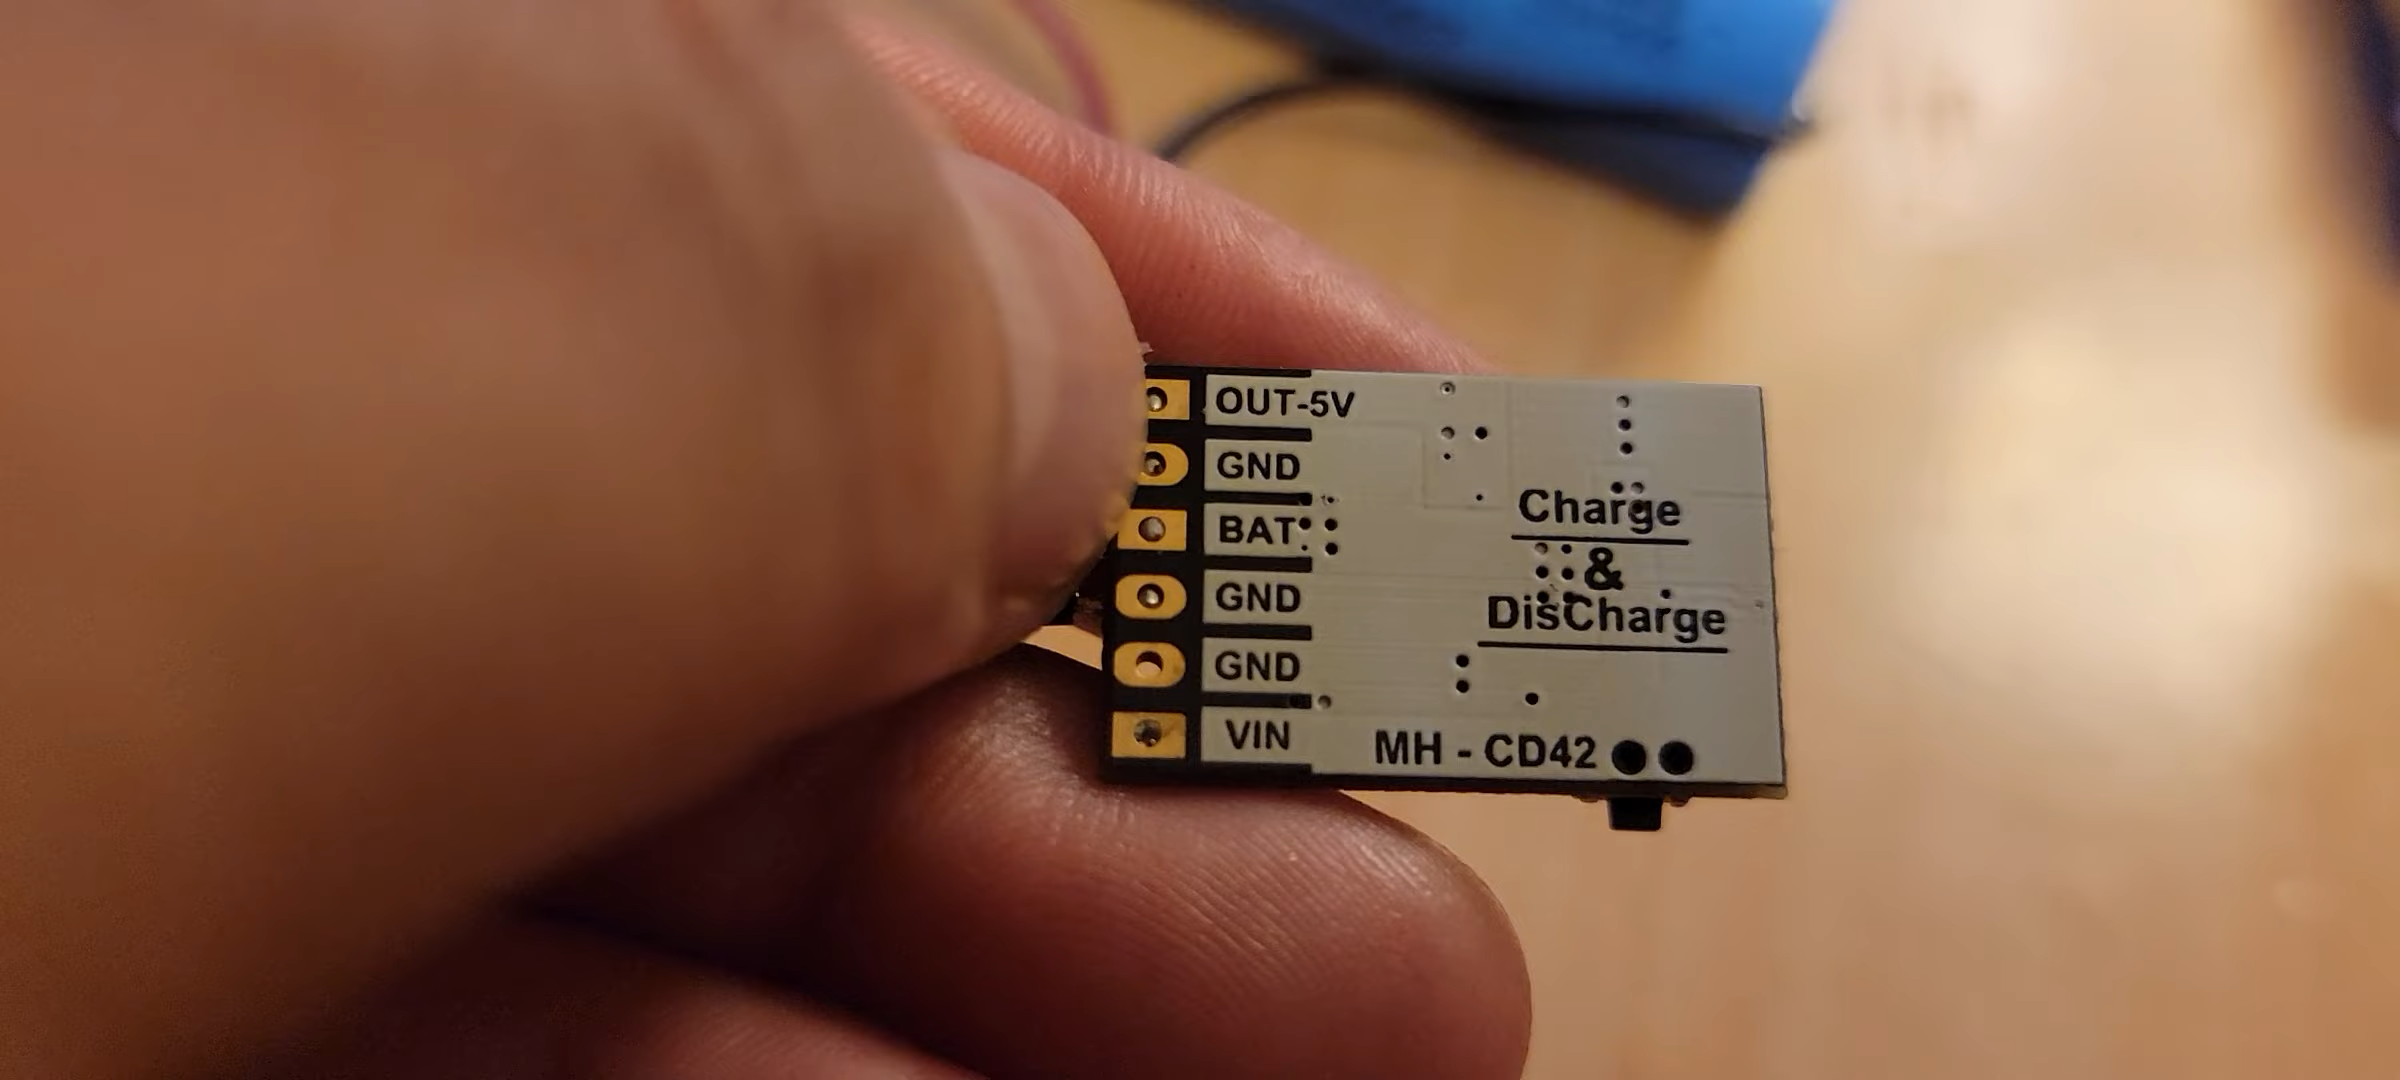 OUT-5V
GND
BAT
GND
GND
VIN
Charge
&
DisCharge
MH - CD42